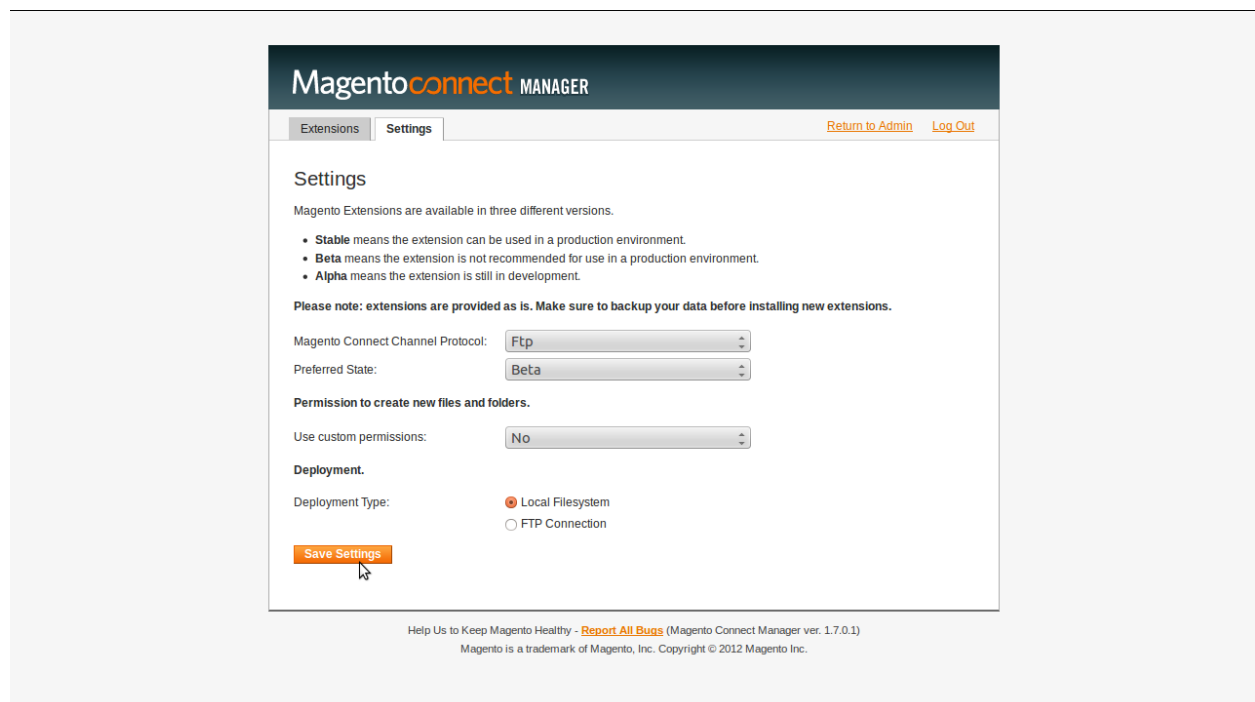 Magentoconnect MANAGER
Extensions Settings Return to Admin Log Out
Settings
Magento Extensions are available in three different versions.
Stable means the extension can be used in a production environment.
Beta means the extension is not recommended for use in a production environment.
Alpha means the extension is still in development.
Please note: extensions are provided as is. Make sure to backup your data before installing new extensions.
Magento Connect Channel Protocol: Ftp
Preferred State: Beta
Permission to create new files and folders.
Use custom permissions: No
Deployment.
Deployment Type: Local Filesystem
FTP Connection
Save Settings
Help Us to Keep Magento Healthy - Report All Bugs (Magento Connect Manager ver. 1.7.0.1)
Magento is a trademark of Magento, Inc. Copyright © 2012 Magento Inc.